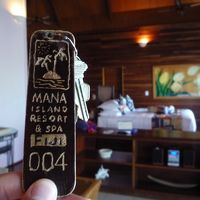 MANA
ISLAND
RESORT
& SPA
FIJI
004